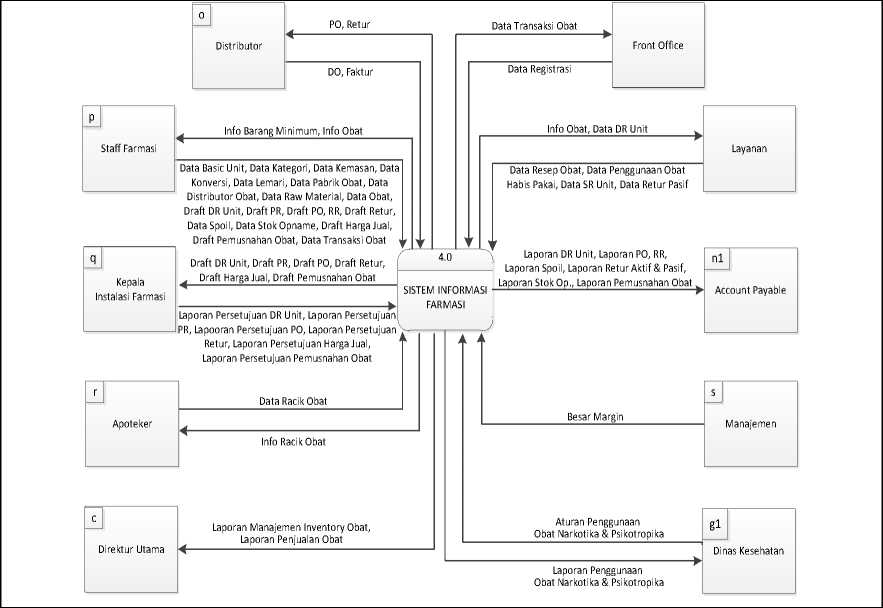 o
Distributor
PO, Retur
DO, Faktur
Data Transaksi Obat
Data Registrasi
Front Office
p
Staff Farmasi
Info Barang Minimum, Info Obat
Data Basic Unit, Data Kategori, Data Kemasan, Data
Konversi, Data Lemari, Data Pabrik Obat, Data
Distributor Obat, Data Raw Material, Data Obat,
Draft DR Unit, Draft PR, Draft PO, RR, Draft Retur,
Data Spoil, Data Stok Opname, Draft Harga Jual,
Draft Pemusnahan Obat, Data Transaksi Obat
Info Obat, Data DR Unit
Data Resep Obat, Data Penggunaan Obat
Habis Pakai, Data SR Unit, Data Retur Pasif
Layanan
q
Kepala
Instalasi Farmasi
Draft DR Unit, Draft PR, Draft PO, Draft Retur,
Draft Harga Jual, Draft Pemusnahan Obat
Laporan Persetujuan DR Unit, Laporan Persetujuan
PR, Lapooran Persetujuan PO, Laporan Persetujuan
Retur, Laporan Persetujuan Harga Jual,
Laporan Persetujuan Pemusnahan Obat
4.0
SISTEM INFORMASI
FARMASI
Laporan DR Unit, Laporan PO, RR,
Laporan Spoil, Laporan Retur Aktif & Pasif,
Laporan Stok Op., Laporan Pemusnahan Obat
n1
Account Payable
r
Apoteker
Data Racik Obat
Info Racik Obat
Besar Margin
s
Manajemen
c
Direktur Utama
Laporan Manajemen Inventory Obat,
Laporan Penjualan Obat
Aturan Penggunaan
Obat Narkotika & Psikotropika
Laporan Penggunaan
Obat Narkotika & Psikotropika
g1
Dinas Kesehatan